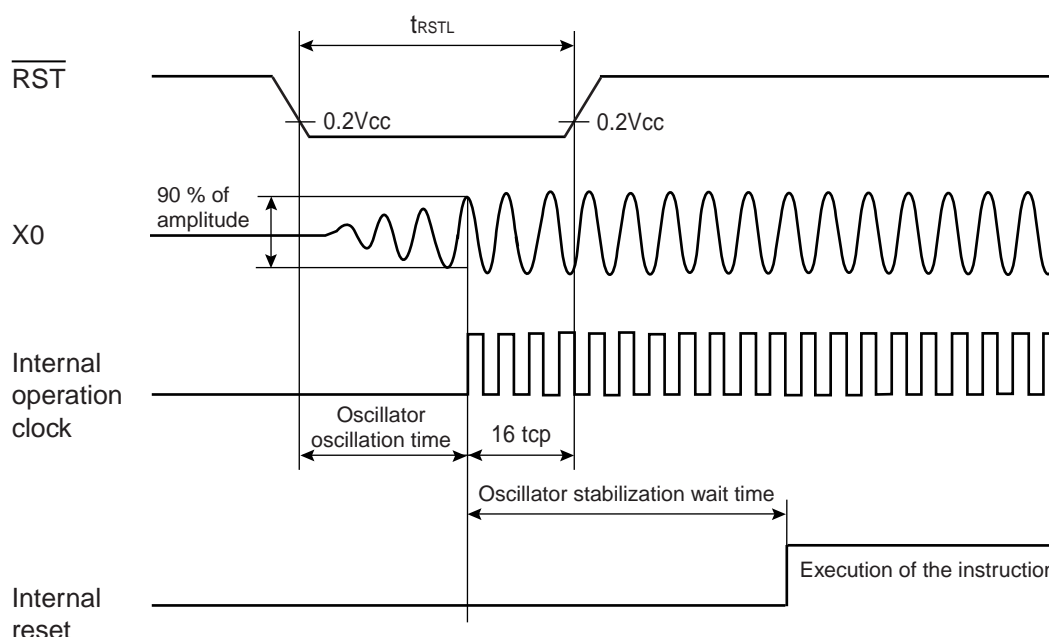 tRSTL
RST
0.2Vcc
0.2Vcc
90 % of
amplitude
X0
Internal
operation
clock
Oscillator
oscillation time
16 tcp
Oscillator stabilization wait time
Execution of the instruction
Internal
reset